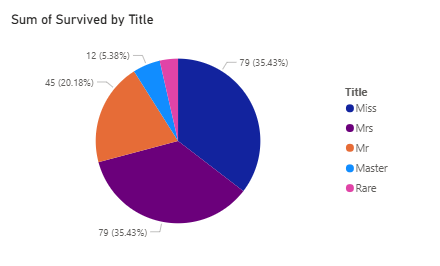 Sum of Survived by Title
12 (5.38%)
79 (35.43%)
45 (20.18%)
79 (35.43%)
Title
Miss
Mrs
Mr
Master
Rare